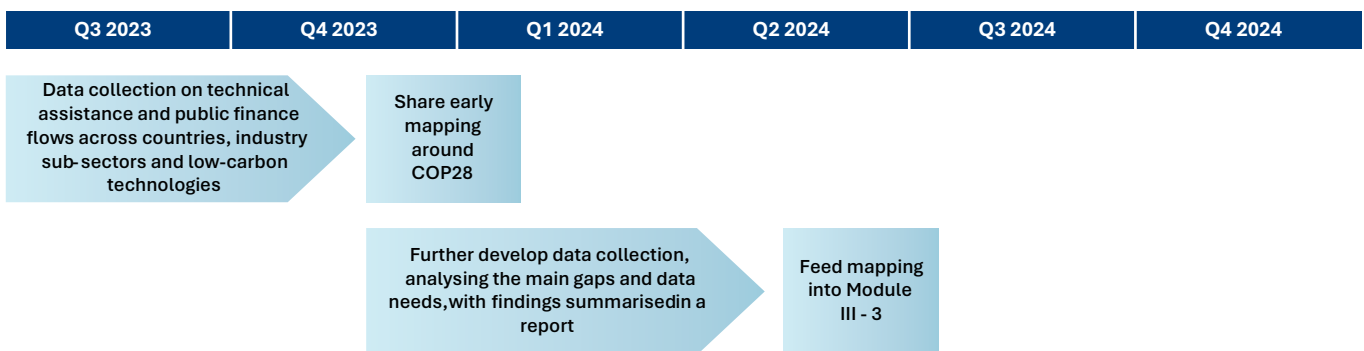 Q3 2023
Q4 2023
Q1 2024
Q2 2024
Q3 2024
Q4 2024
Data collection on technical
assistance and public finance
flows across countries, industry
sub-sectors and low-carbon
technologies
Share early
mapping
around
COP28
Further develop data collection,
analysing the main gaps and data
needs,with findings summarisedin a
report
Feed mapping
into Module
III - 3